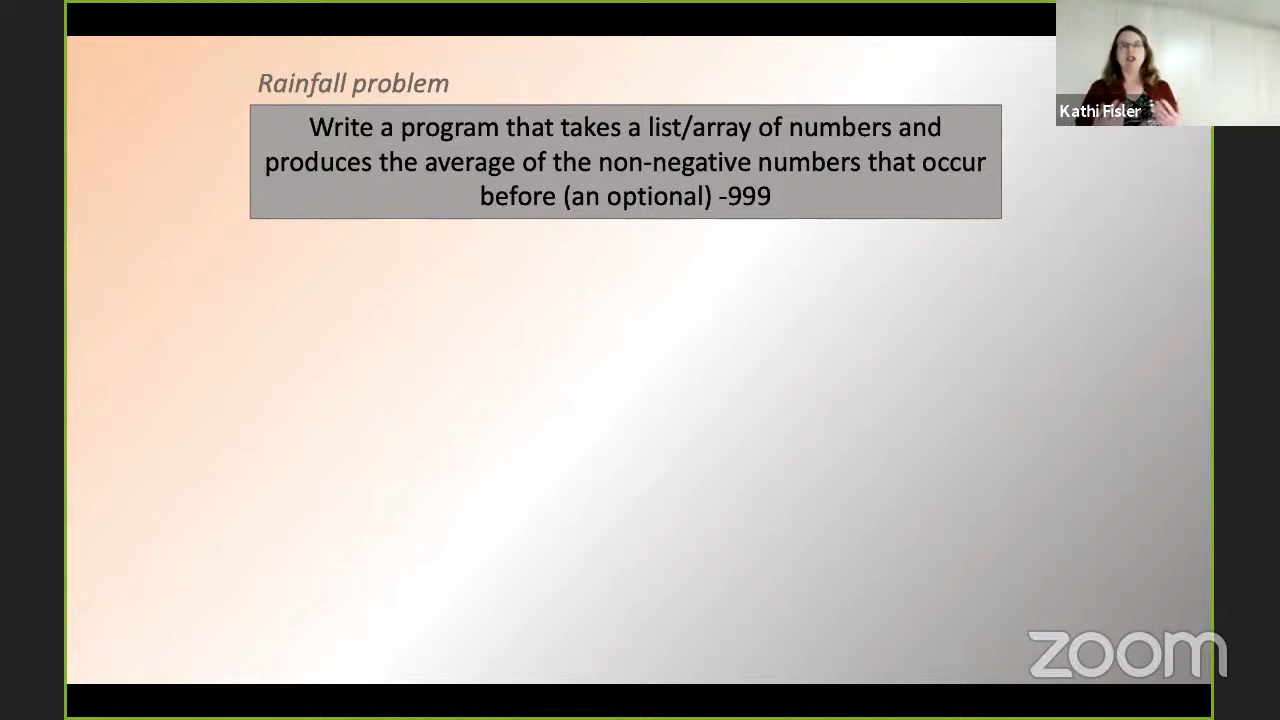 Rainfall problem
Write a program that takes a list/array of numbers and
produces the average of the non-negative numbers that occur
before (an optional) -999
Kathi Fisler
zoom